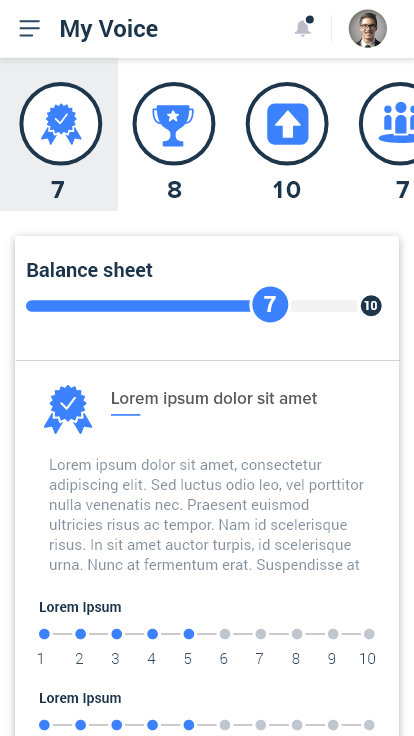 My Voice
7 8 10 7
Balance sheet
7 10
Lorem ipsum dolor sit amet
Lorem ipsum dolor sit amet, consectetur
adipiscing elit. Sed luctus odio leo, vel porttitor
nulla venenatis nec. Praesent euismod
ultricies risus ac tempor. Nam id scelerisque
risus. In sit amet auctor turpis, id scelerisque
urna. Nunc at fermentum erat. Suspendisse at
Lorem Ipsum
1 2 3 4 5 6 7 8 9 10
Lorem Ipsum